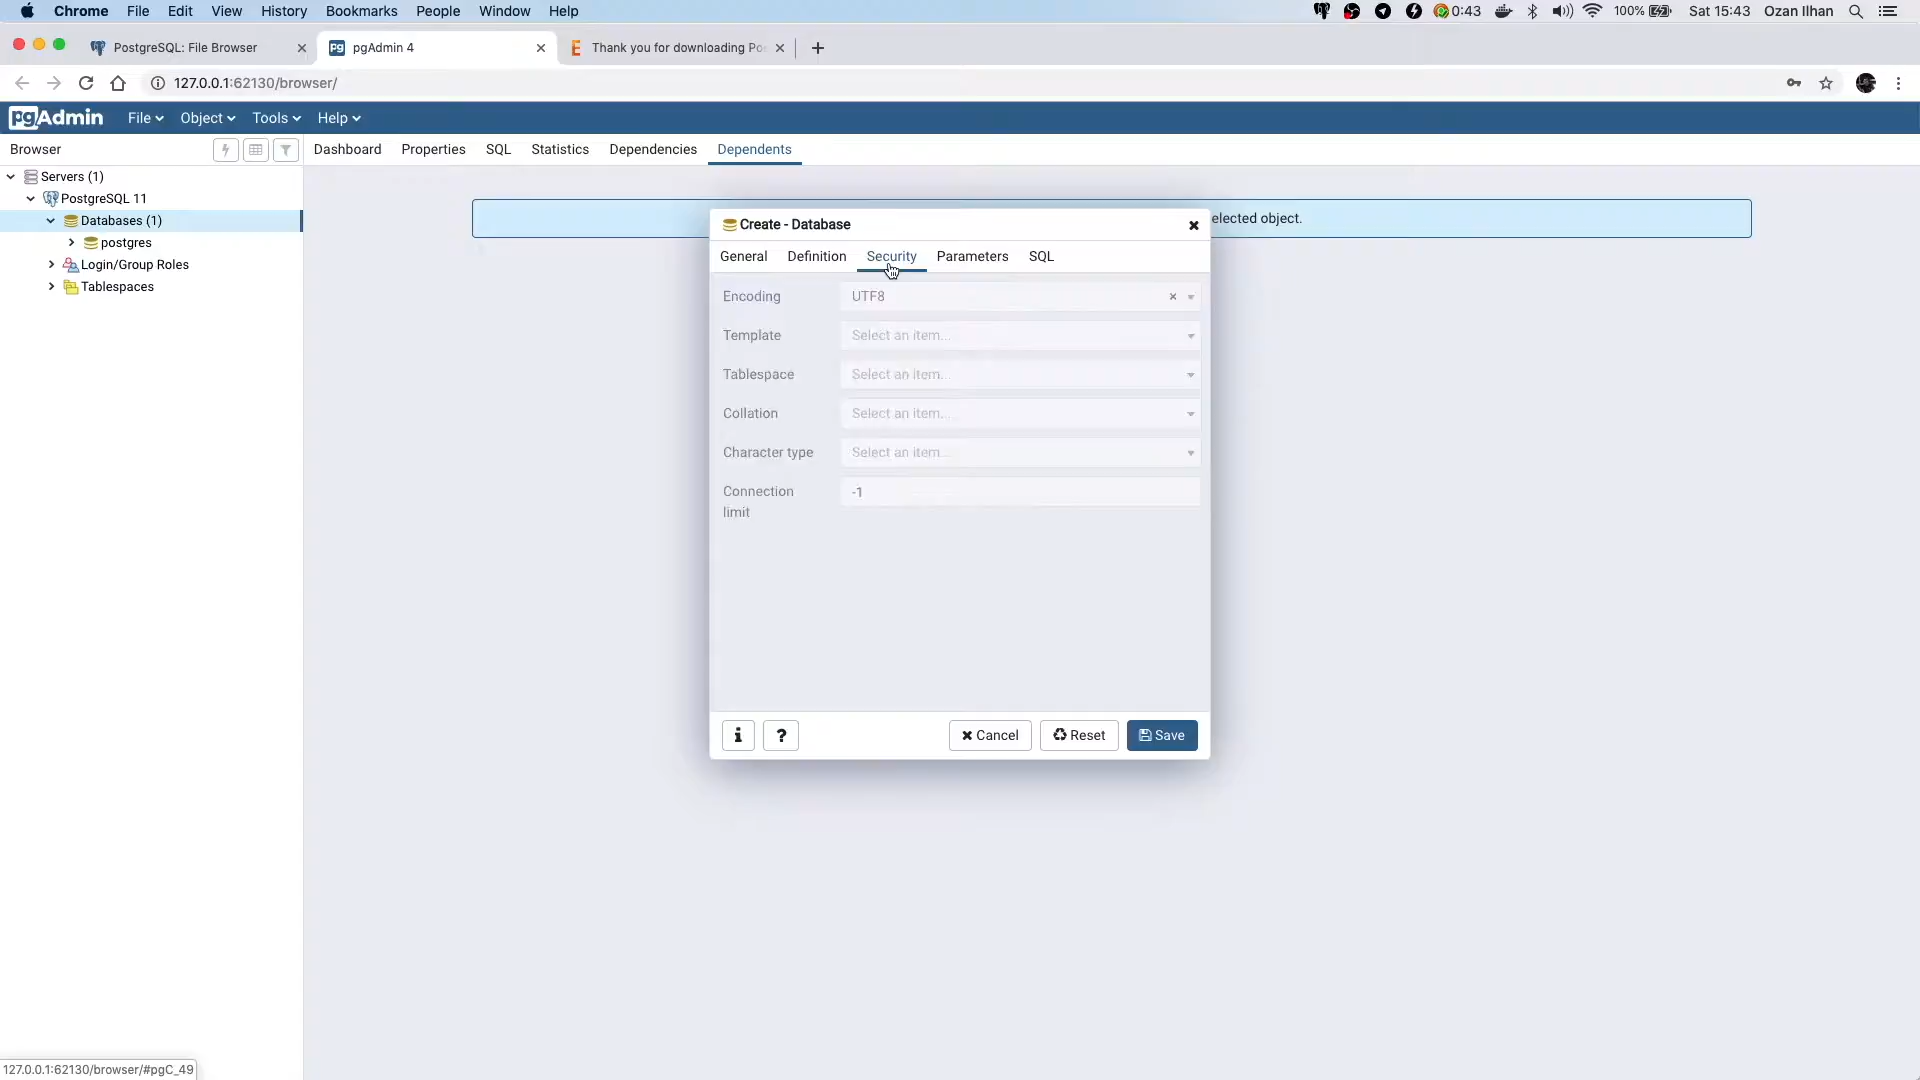 Chrome File Edit View History Bookmarks People Window Help 0:43 100% Sat 15:43 Ozan Ilhan
PostgreSQL: File Browser pgAdmin 4 Thank you for downloading Pos
127.0.0.1:62130/browser/
pgAdmin File Object Tools Help
Browser Dashboard Properties SQL Statistics Dependencies Dependents
Servers (1)
PostgreSQL 11
Databases (1)
postgres
Login/Group Roles
Tablespaces
elected object.
Create - Database
General Definition Security Parameters SQL
Encoding UTF8
Template Select an item...
Tablespace Select an item...
Collation Select an item...
Character type Select an item...
Connection -1
limit
i ? Cancel Reset Save
127.0.0.1:62130/browser/#pgC_49